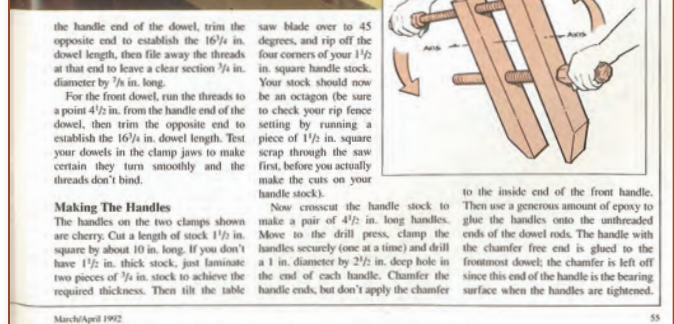 the handle end of the dowel, trim the
opposite end to establish the 16³/₄ in.
dowel length, then file away the threads
at that end to leave a clear section ³/₄ in.
diameter by ⁷/₈ in. long.
For the front dowel, run the threads to
a point 4¹/₂ in. from the handle end of the
dowel, then trim the opposite end to
establish the 16³/₄ in. dowel length. Test
your dowels in the clamp jaws to make
certain they turn smoothly and the
threads don't bind.
Making The Handles
The handles on the two clamps shown
are cherry. Cut a length of stock 1¹/₂ in.
square by about 10 in. long. If you don't
have 1¹/₂ in. thick stock, just laminate
two pieces of ³/₄ in. stock to achieve the
required thickness. Then tilt the table
saw blade over to 45
degrees, and rip off the
four corners of your 1¹/₂
in. square handle stock.
Your stock should now
be an octagon (be sure
to check your rip fence
setting by running a
piece of 1¹/₂ in. square
scrap through the saw
first, before you actually
make the cuts on your
handle stock).
Now crosscut the handle stock to
make a pair of 4¹/₂ in. long handles.
Move to the drill press, clamp the
handles securely (one at a time) and drill
a 1 in. diameter by 2¹/₂ in. deep hole in
the end of each handle. Chamfer the
handle ends, but don't apply the chamfer
AXIS
AXIS
to the inside end of the front handle.
Then use a generous amount of epoxy to
glue the handles onto the unthreaded
ends of the dowel rods. The handle with
the chamfer free end is glued to the
frontmost dowel; the chamfer is left off
since this end of the handle is the bearing
surface when the handles are tightened.
March/April 1992
55